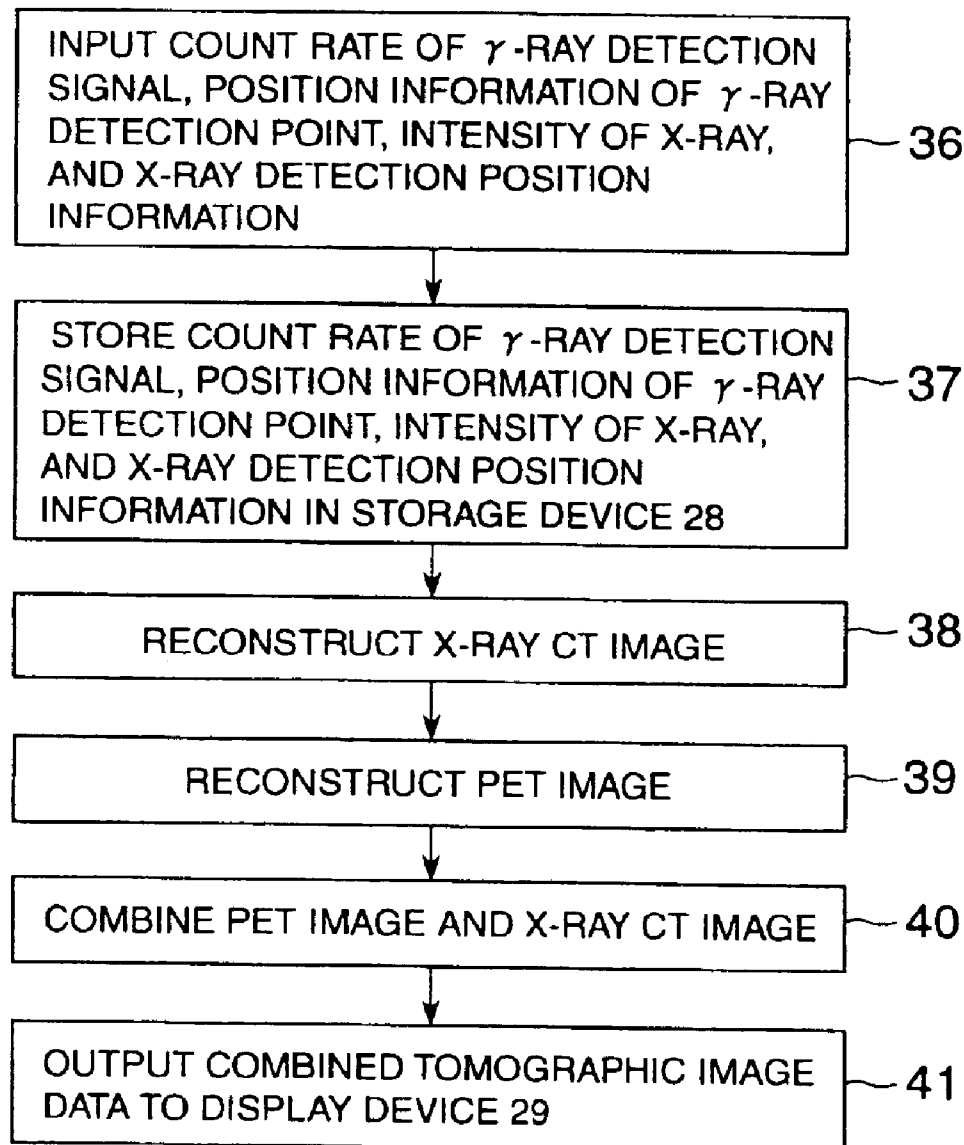 INPUT COUNT RATE OF γ-RAY DETECTION
SIGNAL, POSITION INFORMATION OF γ-RAY
DETECTION POINT, INTENSITY OF X-RAY,
AND X-RAY DETECTION POSITION
INFORMATION
36
STORE COUNT RATE OF γ-RAY DETECTION
SIGNAL, POSITION INFORMATION OF γ-RAY
DETECTION POINT, INTENSITY OF X-RAY,
AND X-RAY DETECTION POSITION
INFORMATION IN STORAGE DEVICE 28
37
RECONSTRUCT X-RAY CT IMAGE
38
RECONSTRUCT PET IMAGE
39
COMBINE PET IMAGE AND X-RAY CT IMAGE
40
OUTPUT COMBINED TOMOGRAPHIC IMAGE
DATA TO DISPLAY DEVICE 29
41